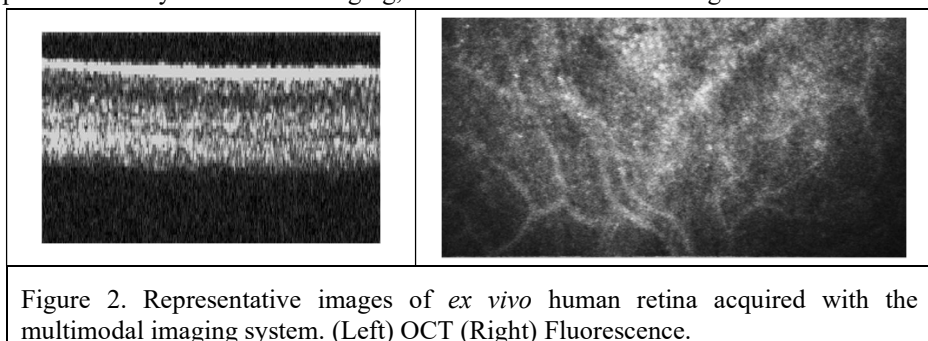 Figure 2. Representative images of ex vivo human retina acquired with the
multimodal imaging system. (Left) OCT (Right) Fluorescence.